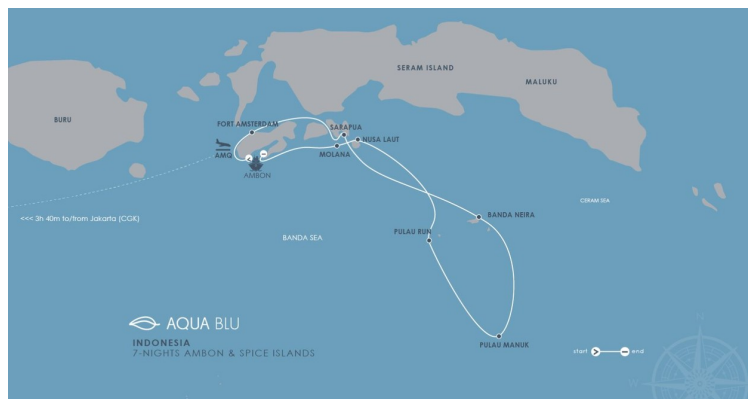 SERAM ISLAND
MALUKU
BURU
FORT AMSTERDAM
SARAPUA
NUSA LAUT
AMQ
MOLANA
AMBON
<<< 3h 40m to/from Jakarta (CGK)
CERAM SEA
BANDA NEIRA
PULAU RUN
BANDA SEA
AQUA BLU
INDONESIA
7-NIGHTS AMBON & SPICE ISLANDS
PULAU MANUK
start
end
N
W